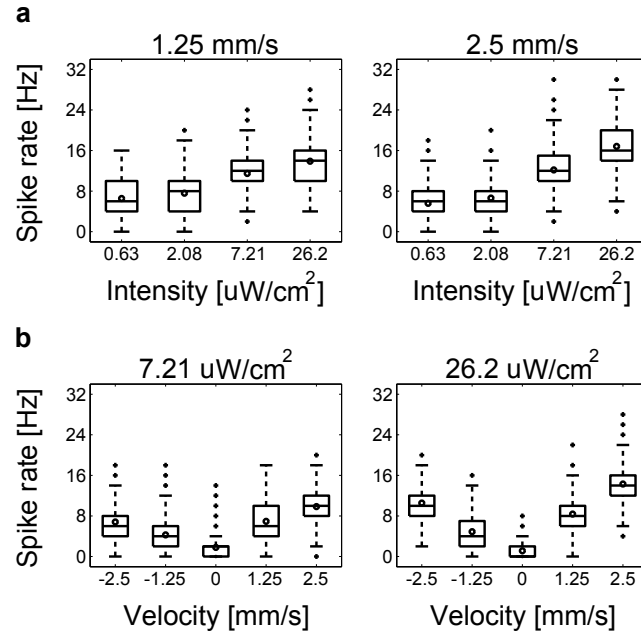 a
1.25 mm/s
2.5 mm/s
Spike rate [Hz]
32
24
16
8
0
0.63 2.08 7.21 26.2
Intensity [uW/cm²]
32
24
16
8
0
0.63 2.08 7.21 26.2
Intensity [uW/cm²]
b
7.21 uW/cm²
26.2 uW/cm²
Spike rate [Hz]
32
24
16
8
0
-2.5 -1.25 0 1.25 2.5
Velocity [mm/s]
32
24
16
8
0
-2.5 -1.25 0 1.25 2.5
Velocity [mm/s]